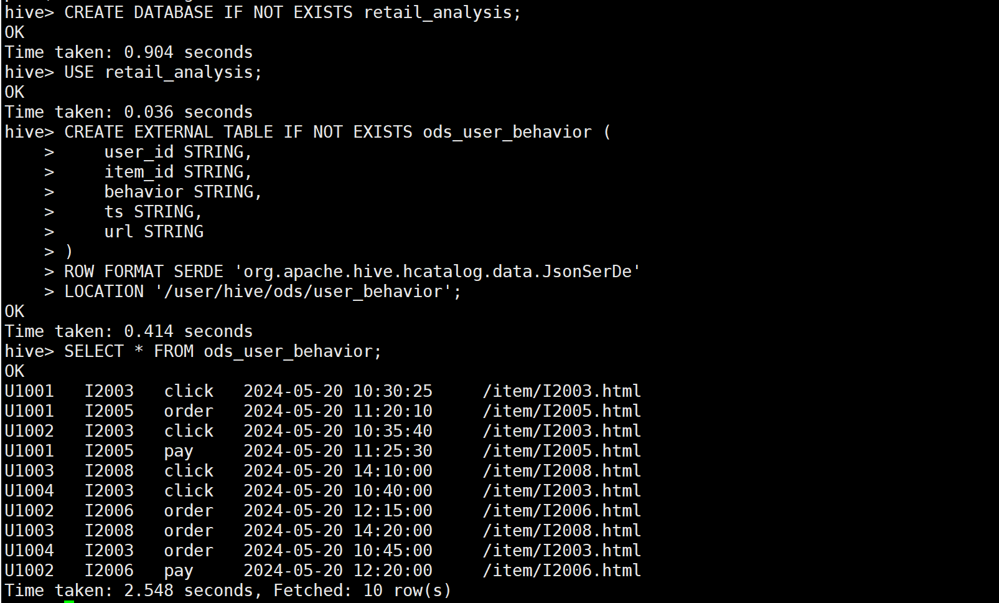 hive> CREATE DATABASE IF NOT EXISTS retail_analysis;
OK
Time taken: 0.904 seconds
hive> USE retail_analysis;
OK
Time taken: 0.036 seconds
hive> CREATE EXTERNAL TABLE IF NOT EXISTS ods_user_behavior (
    >     user_id STRING,
    >     item_id STRING,
    >     behavior STRING,
    >     ts STRING,
    >     url STRING
    > )
    > ROW FORMAT SERDE 'org.apache.hive.hcatalog.data.JsonSerDe'
    > LOCATION '/user/hive/ods/user_behavior';
OK
Time taken: 0.414 seconds
hive> SELECT * FROM ods_user_behavior;
OK
U1001   I2003   click   2024-05-20 10:30:25     /item/I2003.html
U1001   I2005   order   2024-05-20 11:20:10     /item/I2005.html
U1002   I2003   click   2024-05-20 10:35:40     /item/I2003.html
U1001   I2005   pay     2024-05-20 11:25:30     /item/I2005.html
U1003   I2008   click   2024-05-20 14:10:00     /item/I2008.html
U1004   I2003   click   2024-05-20 10:40:00     /item/I2003.html
U1002   I2006   order   2024-05-20 12:15:00     /item/I2006.html
U1003   I2008   order   2024-05-20 14:20:00     /item/I2008.html
U1004   I2003   order   2024-05-20 10:45:00     /item/I2003.html
U1002   I2006   pay     2024-05-20 12:20:00     /item/I2006.html
Time taken: 2.548 seconds, Fetched: 10 row(s)